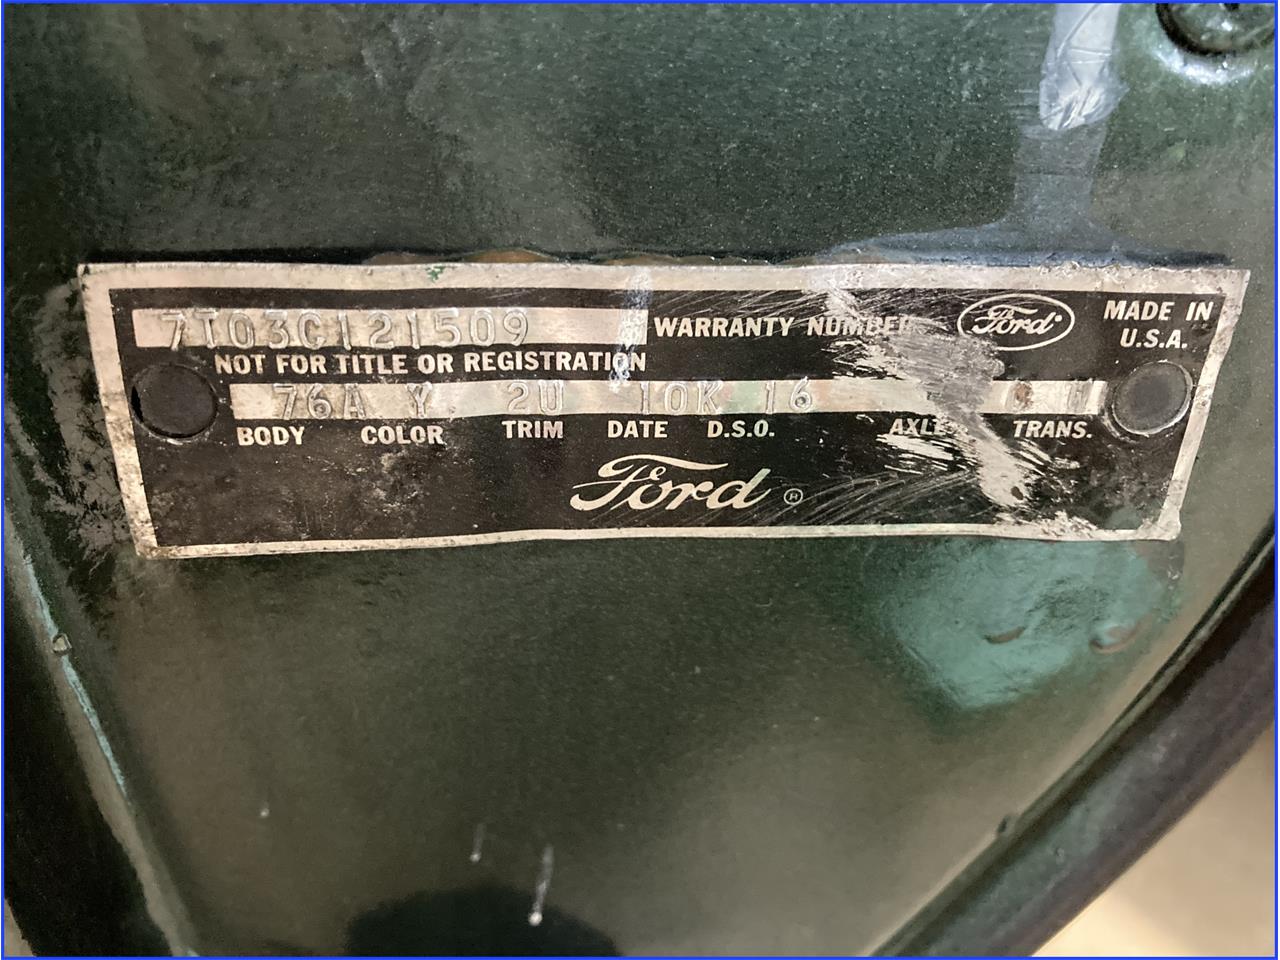 7T03C121509 WARRANTY NUMBER Ford MADE IN U.S.A.
NOT FOR TITLE OR REGISTRATION
76A Y 2U 10K 16
BODY COLOR TRIM DATE D.S.O. AXLE TRANS.
Ford ®